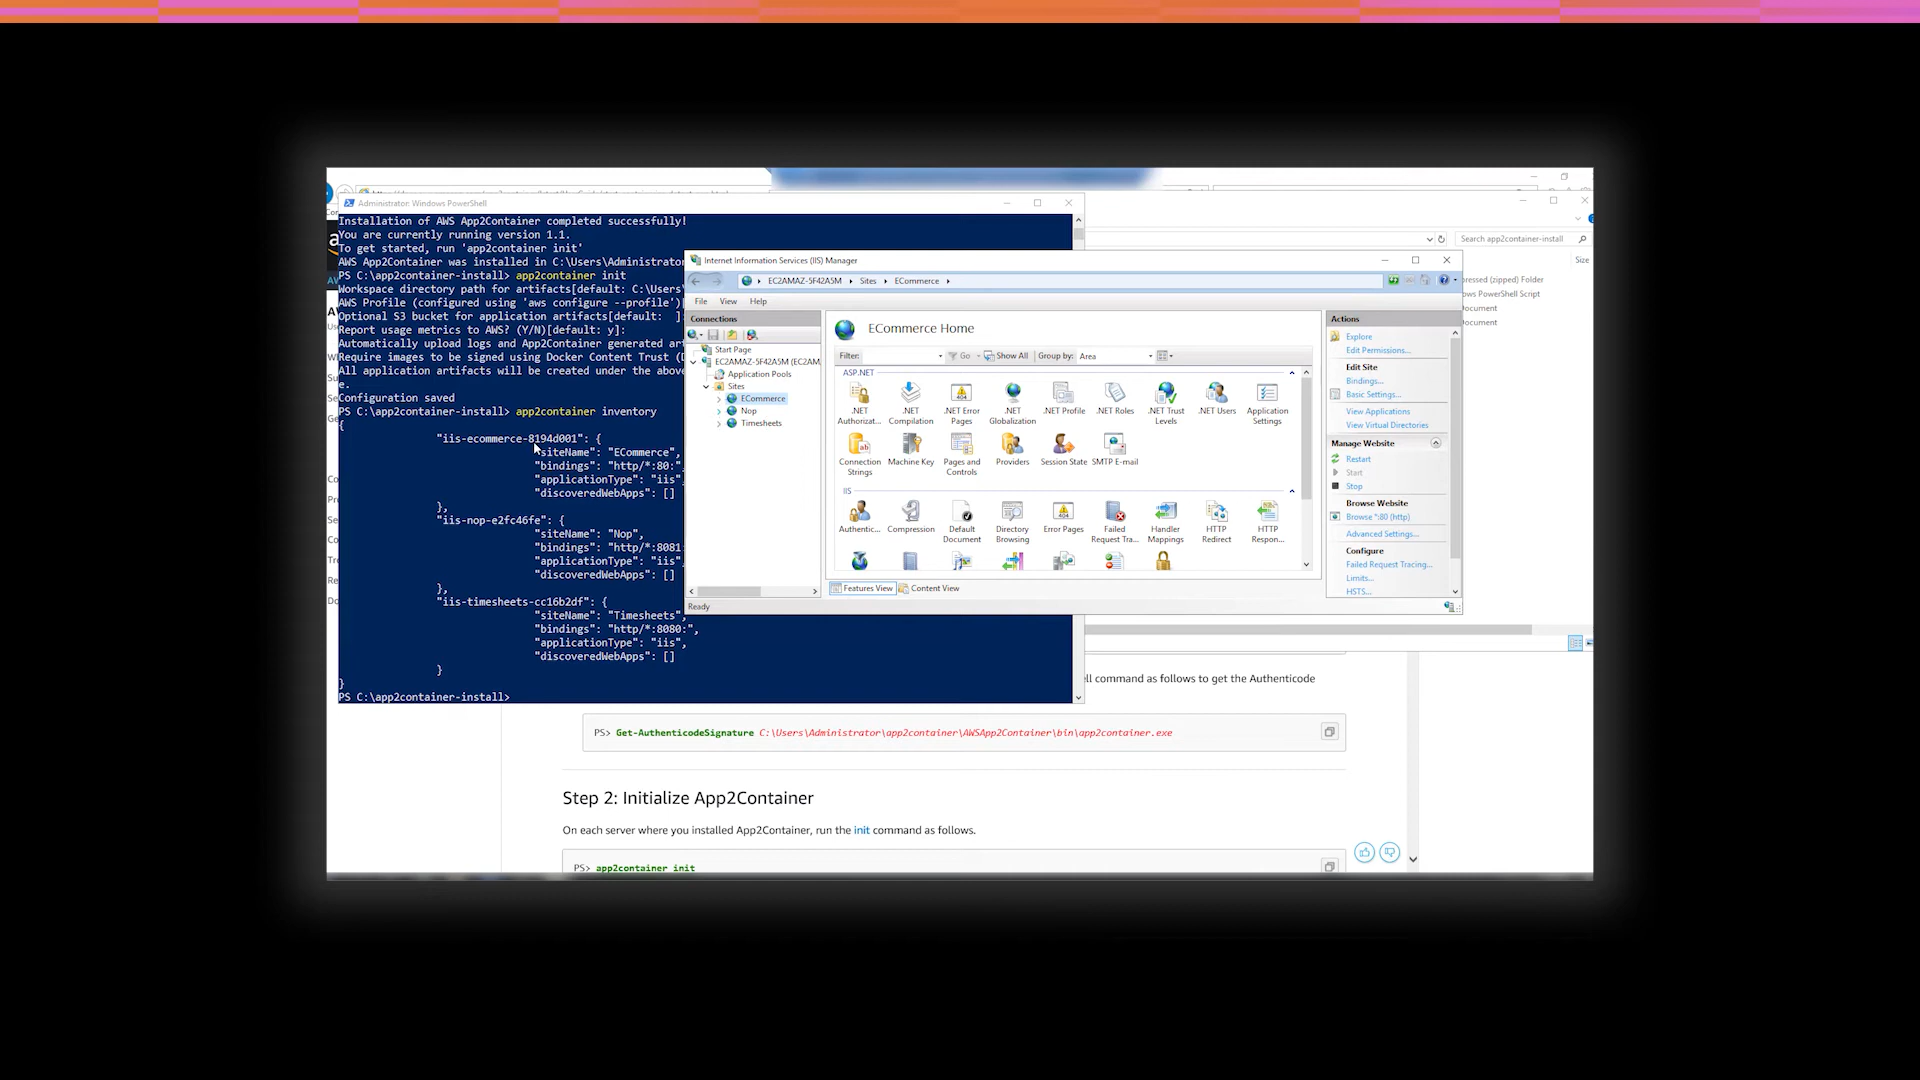 Administrator: Windows PowerShell
Installation of AWS App2Container completed successfully!
You are currently running version 1.1.
To get started, run 'app2container init'
AWS App2Container was installed in C:\Users\Administrator
PS C:\app2container-install> app2container init
Workspace directory path for artifacts[default: C:\Users\
AWS Profile (configured using 'aws configure --profile')
Optional S3 bucket for application artifacts[default:  ]:
Report usage metrics to AWS? (Y/N)[default: y]:
Automatically upload logs and App2Container generated
Require images to be signed using Docker Content Trust
All application artifacts will be created under the above
e.
Configuration saved
PS C:\app2container-install> app2container inventory
{
"iis-ecommerce-8194d001": {
"siteName": "ECommerce",
"bindings": "http/*:80:",
"applicationType": "iis",
"discoveredWebApps": []
},
"iis-nop-e2fc46fe": {
"siteName": "Nop",
"bindings": "http/*:8081:
"applicationType": "iis",
"discoveredWebApps": []
},
"iis-timesheets-cc16b2df": {
"siteName": "Timesheets",
"bindings": "http/*:8080:",
"applicationType": "iis",
"discoveredWebApps": []
}
}
PS C:\app2container-install>
Internet Information Services (IIS) Manager
EC2AMAZ-5F42A5M
Sites
ECommerce
File View Help
Connections
Start Page
EC2AMAZ-5F42A5M (EC2AM
Application Pools
Sites
ECommerce
Nop
Timesheets
ECommerce Home
Filter: Go Show All Group by: Area
ASP.NET
.NET Authorizat...
.NET Compilation
.NET Error Pages
.NET Globalization
.NET Profile
.NET Roles
.NET Trust Levels
.NET Users
Application Settings
Connection Strings
Machine Key
Pages and Controls
Providers
Session State
SMTP E-mail
IIS
Authentic...
Compression
Default Document
Directory Browsing
Error Pages
Failed Request Tra...
Handler Mappings
HTTP Redirect
HTTP Respon...
Features View Content View
Ready
Actions
Explore
Edit Permissions...
Edit Site
Bindings...
Basic Settings...
View Applications
View Virtual Directories
Manage Website
Restart
Start
Stop
Browse Website
Browse *:80 (http)
Advanced Settings...
Configure
Failed Request Tracing...
Limits...
HSTS...
Search app2container-install
Size
pressed (zipped) Folder
ows PowerShell Script
Document
Document
ll command as follows to get the Authenticode
PS> Get-AuthenticodeSignature C:\Users\Administrator\app2container\AWSApp2Container\bin\app2container.exe
Step 2: Initialize App2Container
On each server where you installed App2Container, run the init command as follows.
PS> app2container init